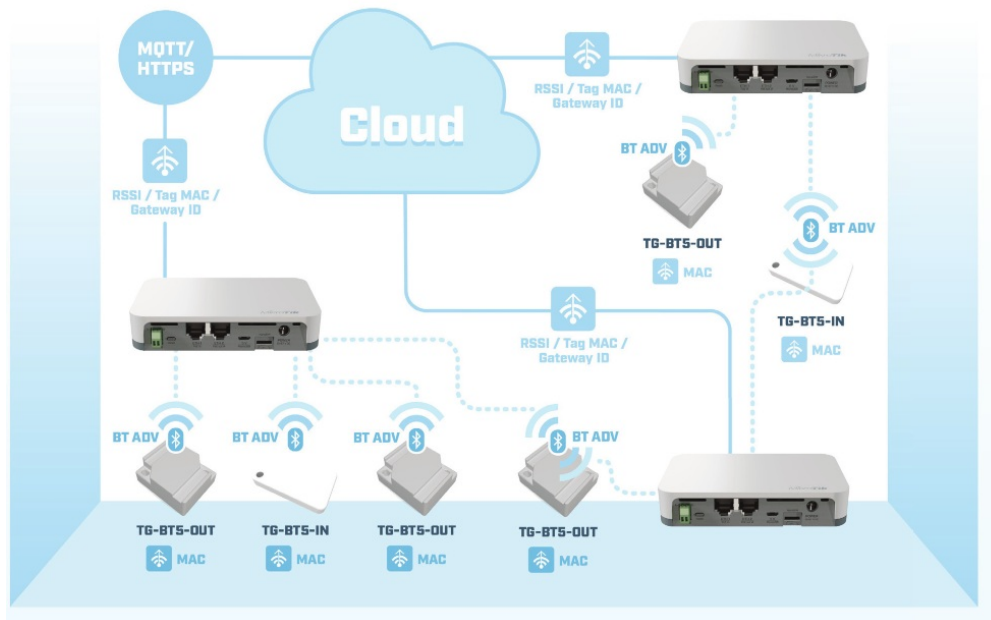 MQTT/
HTTPS
Cloud
RSSI / Tag MAC /
Gateway ID
BT ADV
TG-BT5-OUT
MAC
BT ADV
TG-BT5-IN
MAC
RSSI / Tag MAC /
Gateway ID
RSSI / Tag MAC /
Gateway ID
BT ADV
BT ADV
BT ADV
BT ADV
TG-BT5-OUT
TG-BT5-IN
TG-BT5-OUT
TG-BT5-OUT
MAC
MAC
MAC
MAC